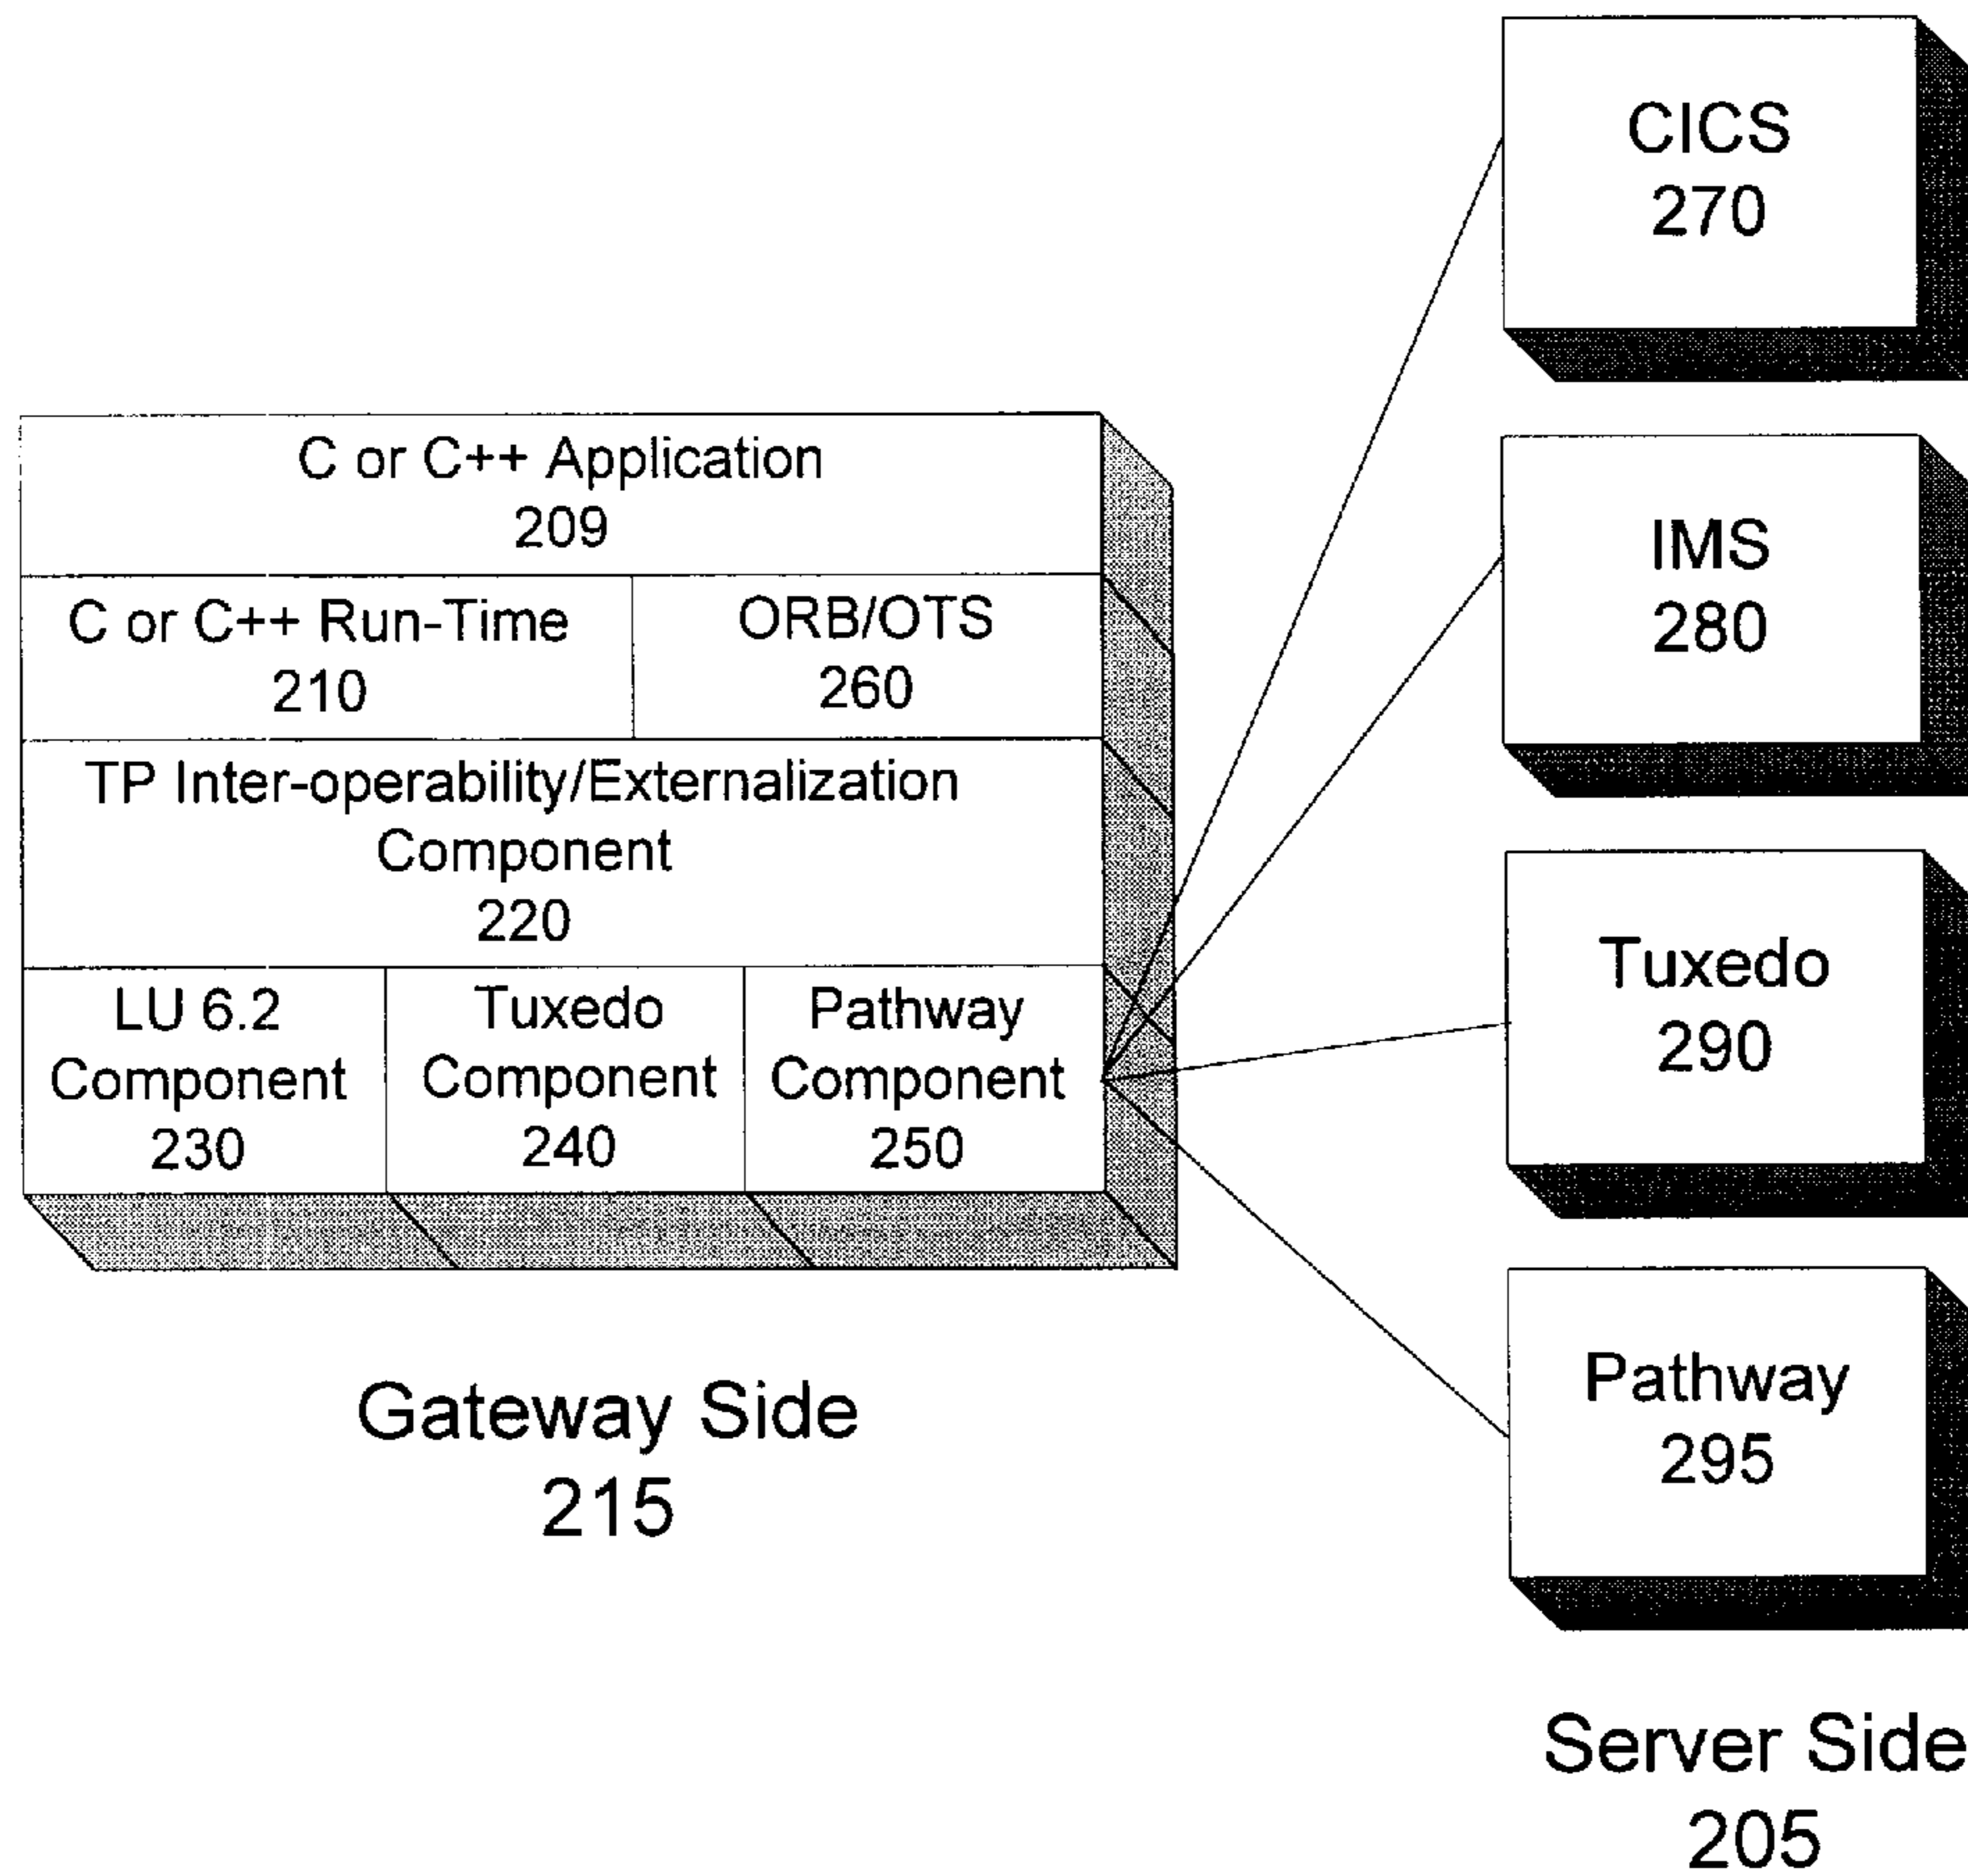 C or C++ Application
209
C or C++ Run-Time
210
ORB/OTS
260
TP Inter-operability/Externalization
Component
220
LU 6.2
Component
230
Tuxedo
Component
240
Pathway
Component
250
Gateway Side
215
CICS
270
IMS
280
Tuxedo
290
Pathway
295
Server Side
205